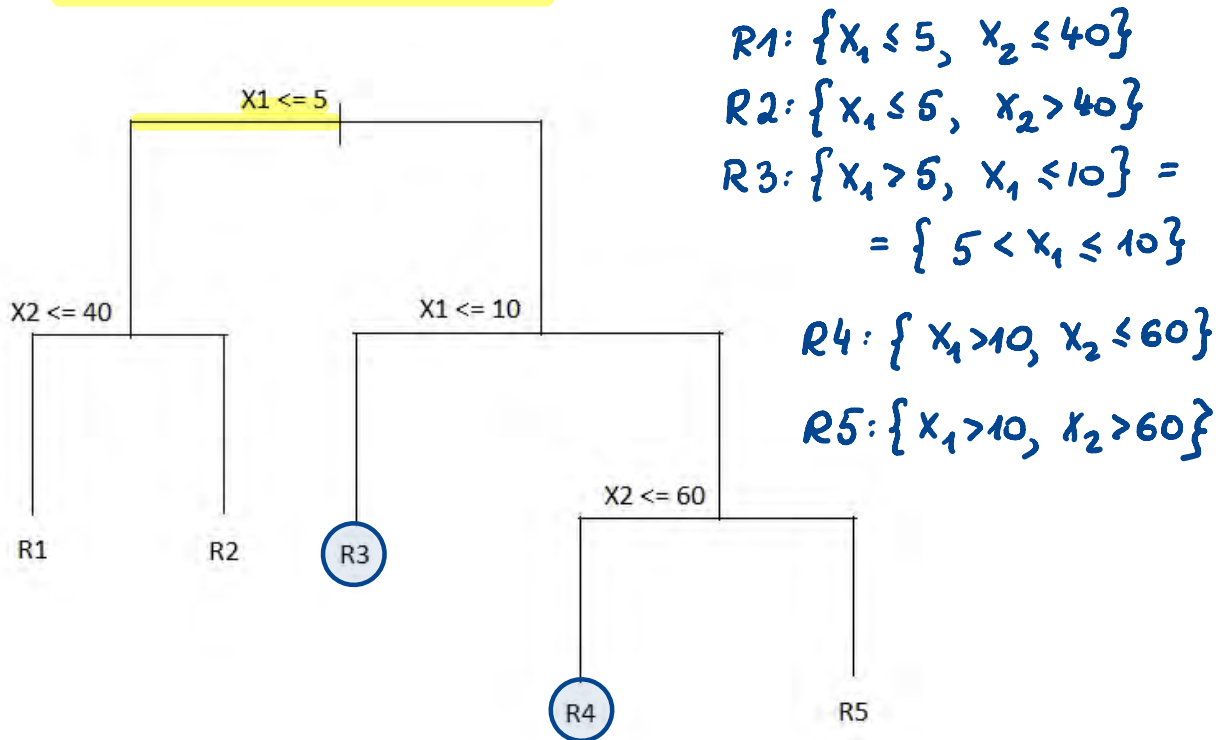 R1: {X₁ ≤ 5, X₂ ≤ 40}
X1 <= 5
R2: {X₁ ≤ 5, X₂ > 40}
R3: {X₁ > 5, X₁ ≤ 10} =
= { 5 < X₁ ≤ 10}
X2 <= 40
X1 <= 10
R4: { X₁ >10, X₂ ≤ 60}
R5: { X₁ >10, X₂ > 60}
X2 <= 60
R1
R2
R3
R4
R5